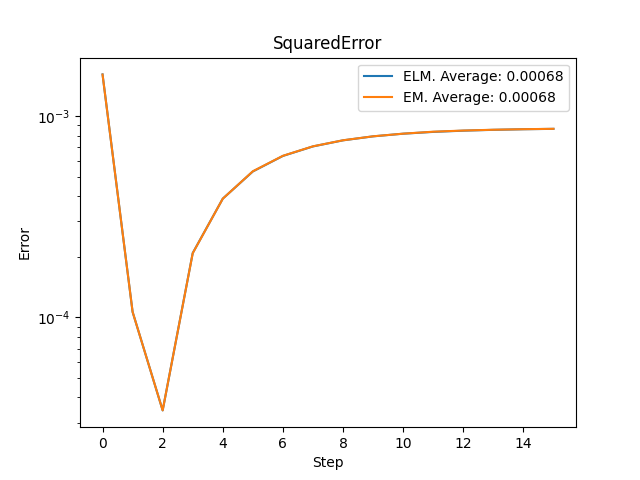 SquaredError
ELM. Average: 0.00068
EM. Average: 0.00068
10⁻³
10⁻⁴
Error
0 2 4 6 8 10 12 14
Step